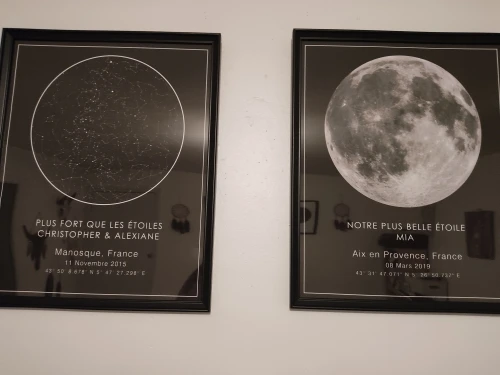 PLUS FORT QUE LES ÉTOILES
CHRISTOPHER & ALEXIANE
Manosque, France
11 Novembre 2015
NOTRE PLUS BELLE ÉTOILE
MIA
Aix en Provence, France
08 Mars 2019